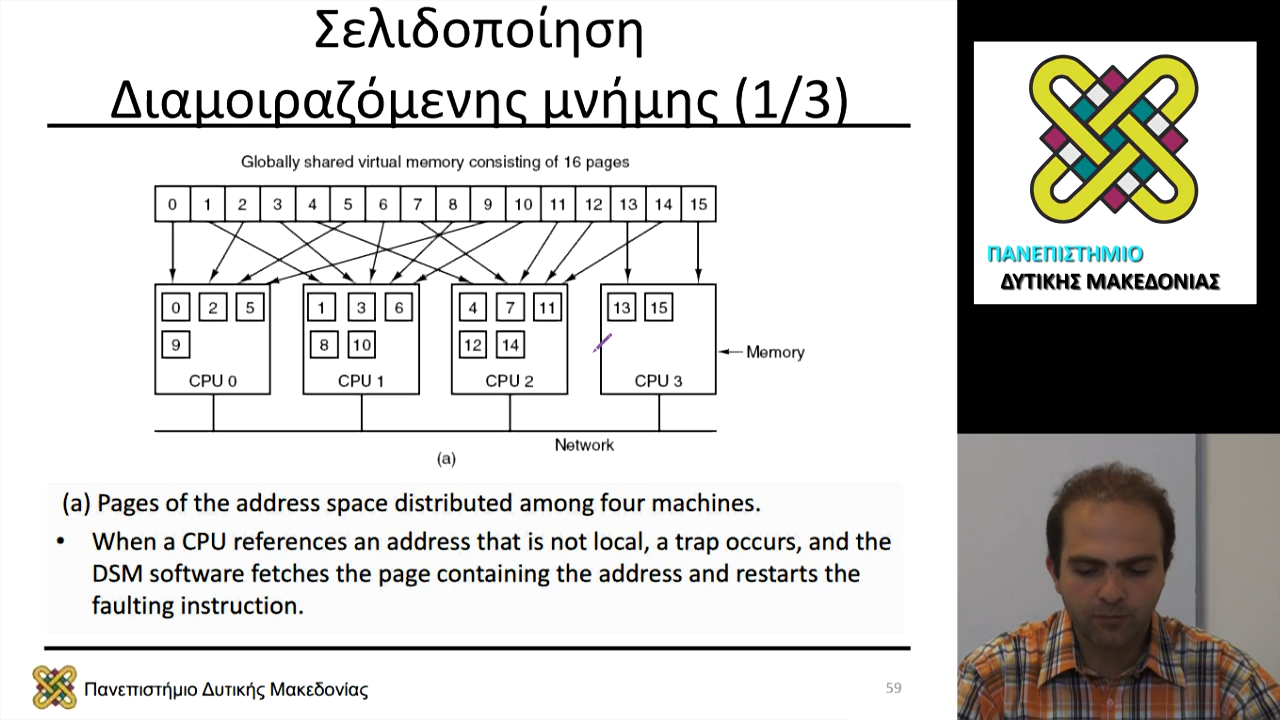 Σελιδοποίηση
Διαμοιραζόμενης μνήμης (1/3)
Globally shared virtual memory consisting of 16 pages
0 1 2 3 4 5 6 7 8 9 10 11 12 13 14 15
0 2 5 1 3 6 4 7 11 13 15
9 8 10 12 14
Memory
CPU 0 CPU 1 CPU 2 CPU 3
Network
(a)
(a) Pages of the address space distributed among four machines.
• When a CPU references an address that is not local, a trap occurs, and the
DSM software fetches the page containing the address and restarts the
faulting instruction.
Πανεπιστήμιο Δυτικής Μακεδονίας
59
ΠΑΝΕΠΙΣΤΗΜΙΟ
ΔΥΤΙΚΗΣ ΜΑΚΕΔΟΝΙΑΣ